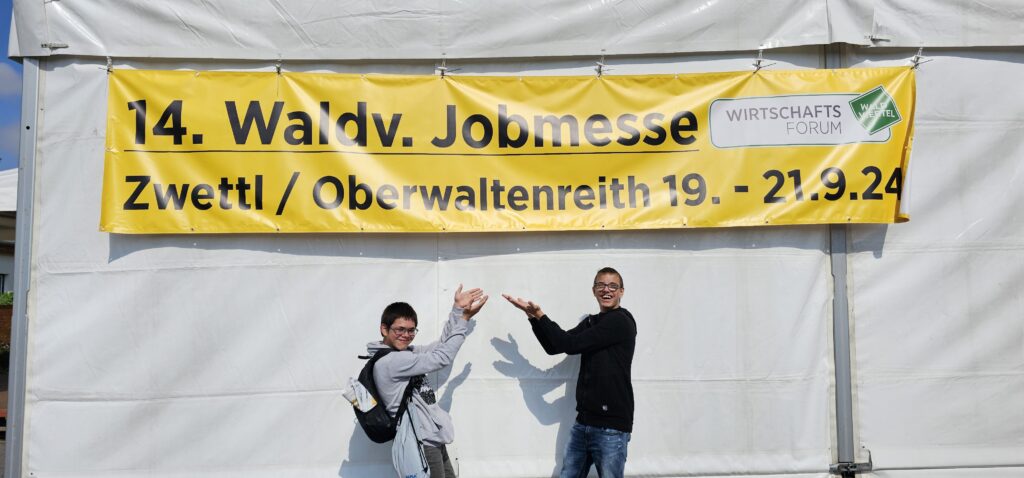 14. Waldv. Jobmesse
WIRTSCHAFTS
FORUM
WALD
VIERTEL
Zwettl / Oberwaltenreith 19. - 21.9.24